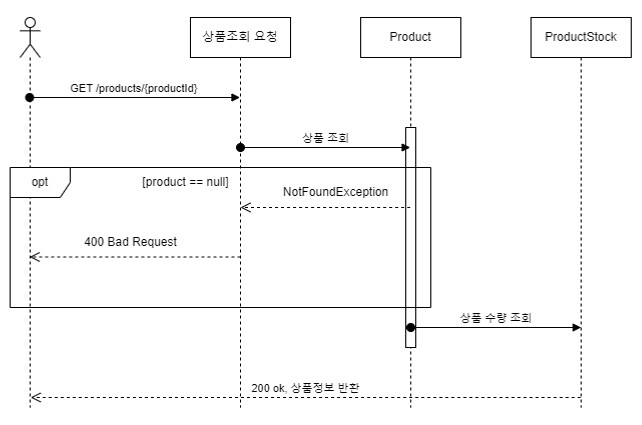 상품조회 요청
Product
ProductStock
GET /products/{productId}
상품 조회
opt
[product == null]
NotFoundException
400 Bad Request
상품 수량 조회
200 ok, 상품정보 반환